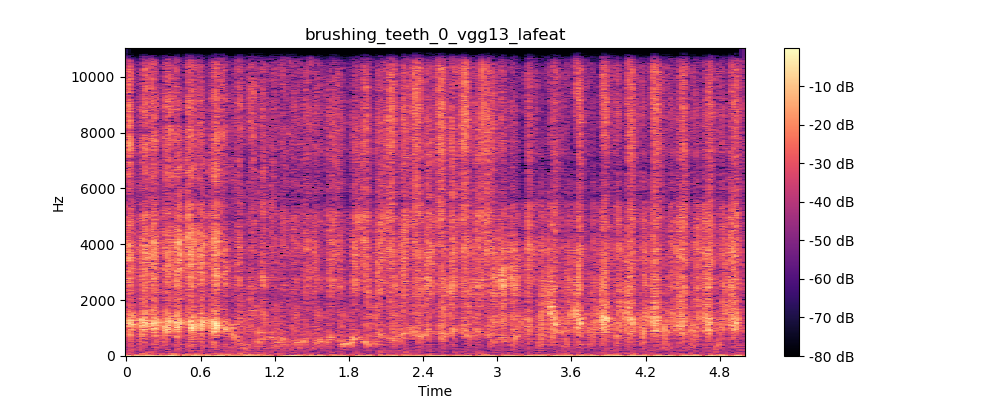 brushing_teeth_0_vgg13_lafeat
10000
8000
6000
4000
2000
0
Hz
0 0.6 1.2 1.8 2.4 3 3.6 4.2 4.8
Time
-10 dB
-20 dB
-30 dB
-40 dB
-50 dB
-60 dB
-70 dB
-80 dB